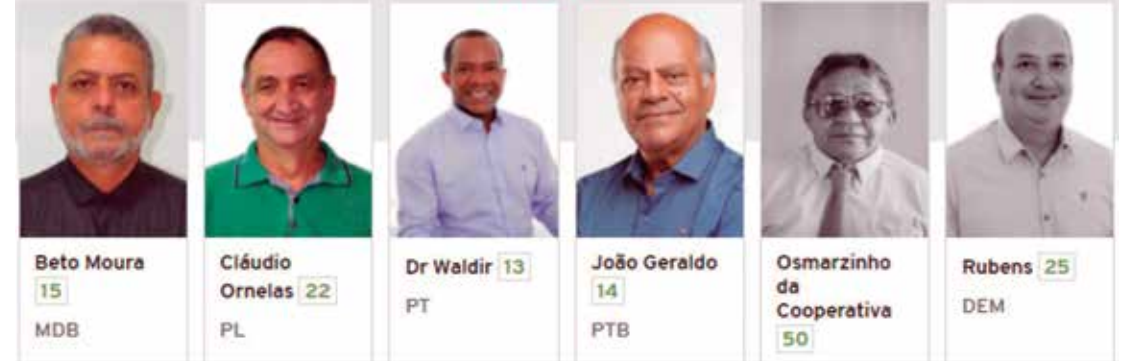 Beto Moura
15
MDB
Cláudio
Ornelas 22
PL
Dr Waldir 13
PT
João Geraldo
14
PTB
Osmarzinho
da
Cooperativa
50
Rubens 25
DEM